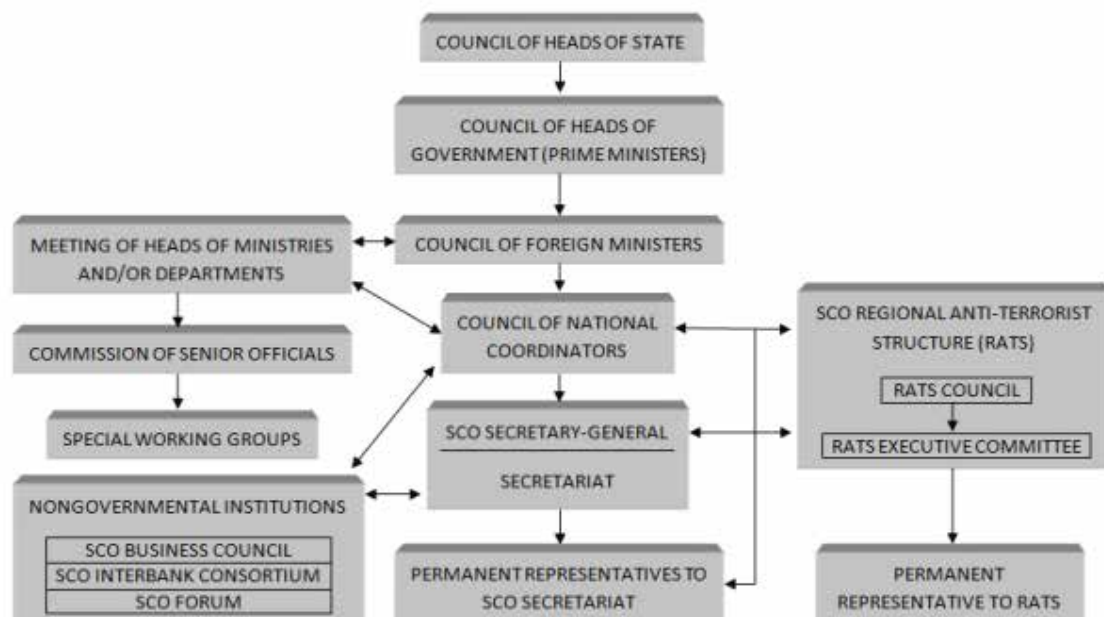 COUNCIL OF HEADS OF STATE
COUNCIL OF HEADS OF
GOVERNMENT (PRIME MINISTERS)
MEETING OF HEADS OF MINISTRIES
AND/OR DEPARTMENTS
COUNCIL OF FOREIGN MINISTERS
COMMISSION OF SENIOR OFFICIALS
COUNCIL OF NATIONAL
COORDINATORS
SCO REGIONAL ANTI-TERRORIST
STRUCTURE (RATS)
RATS COUNCIL
RATS EXECUTIVE COMMITTEE
SPECIAL WORKING GROUPS
SCO SECRETARY-GENERAL
SECRETARIAT
NONGOVERNMENTAL INSTITUTIONS
SCO BUSINESS COUNCIL
SCO INTERBANK CONSORTIUM
SCO FORUM
PERMANENT REPRESENTATIVES TO
SCO SECRETARIAT
PERMANENT
REPRESENTATIVE TO RATS